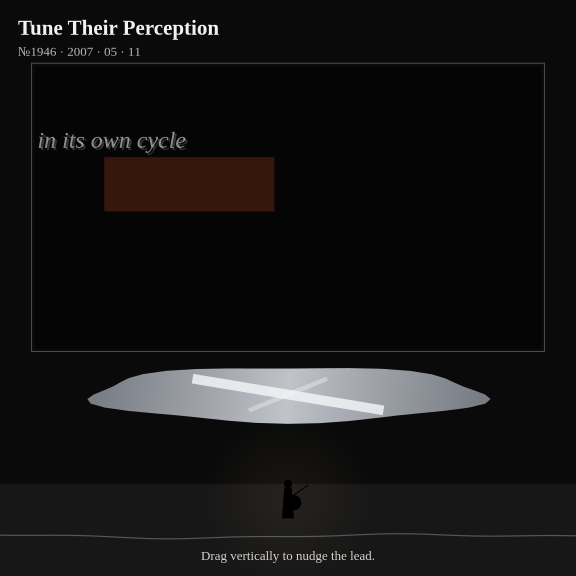 Tune Their Perception
№1946 · 2007 · 05 · 11
in its own cycle
Drag vertically to nudge the lead.